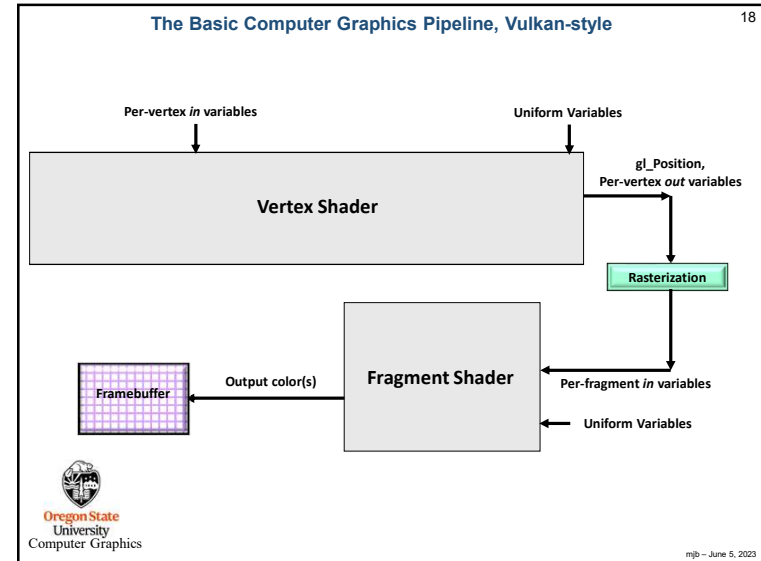 The Basic Computer Graphics Pipeline, Vulkan-style
18
Per-vertex in variables
Uniform Variables
Vertex Shader
gl_Position,
Per-vertex out variables
Rasterization
Fragment Shader
Per-fragment in variables
Uniform Variables
Output color(s)
Framebuffer
Oregon State
University
Computer Graphics
mjb – June 5, 2023